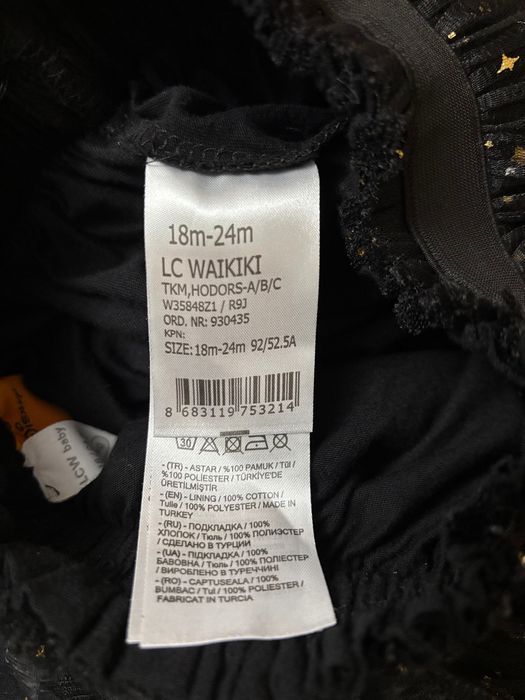 18m-24m
LC WAIKIKI
TKM,HODORS-A/B/C
W35848Z1 / R9J
ORD. NR: 930435
KPN:
SIZE:18m-24m 92/52.5A
8 683119 753214
30
- (TR) - ASTAR / %100 PAMUK / Tül /
%100 POLİESTER / TÜRKİYE'DE
ÜRETİLMİŞTİR
- (EN) - LINING / 100% COTTON /
Tulle / 100% POLYESTER / MADE IN
TURKEY
- (RU) - ПОДКЛАДКА / 100%
ХЛОПОК / Тюль / 100% ПОЛИЭСТЕР
/ СДЕЛАНО В ТУРЦИИ
- (UA) - ПІДКЛАДКА / 100%
БАВОВНА / Тюль / 100% ПОЛІЕСТЕР
/ ВИРОБЛЕНО В ТУРЕЧЧИНІ
- (RO) - CAPTUSEALA / 100%
BUMBAC / Tul / 100% POLIESTER /
FABRICAT IN TURCIA
Disney
LCW baby